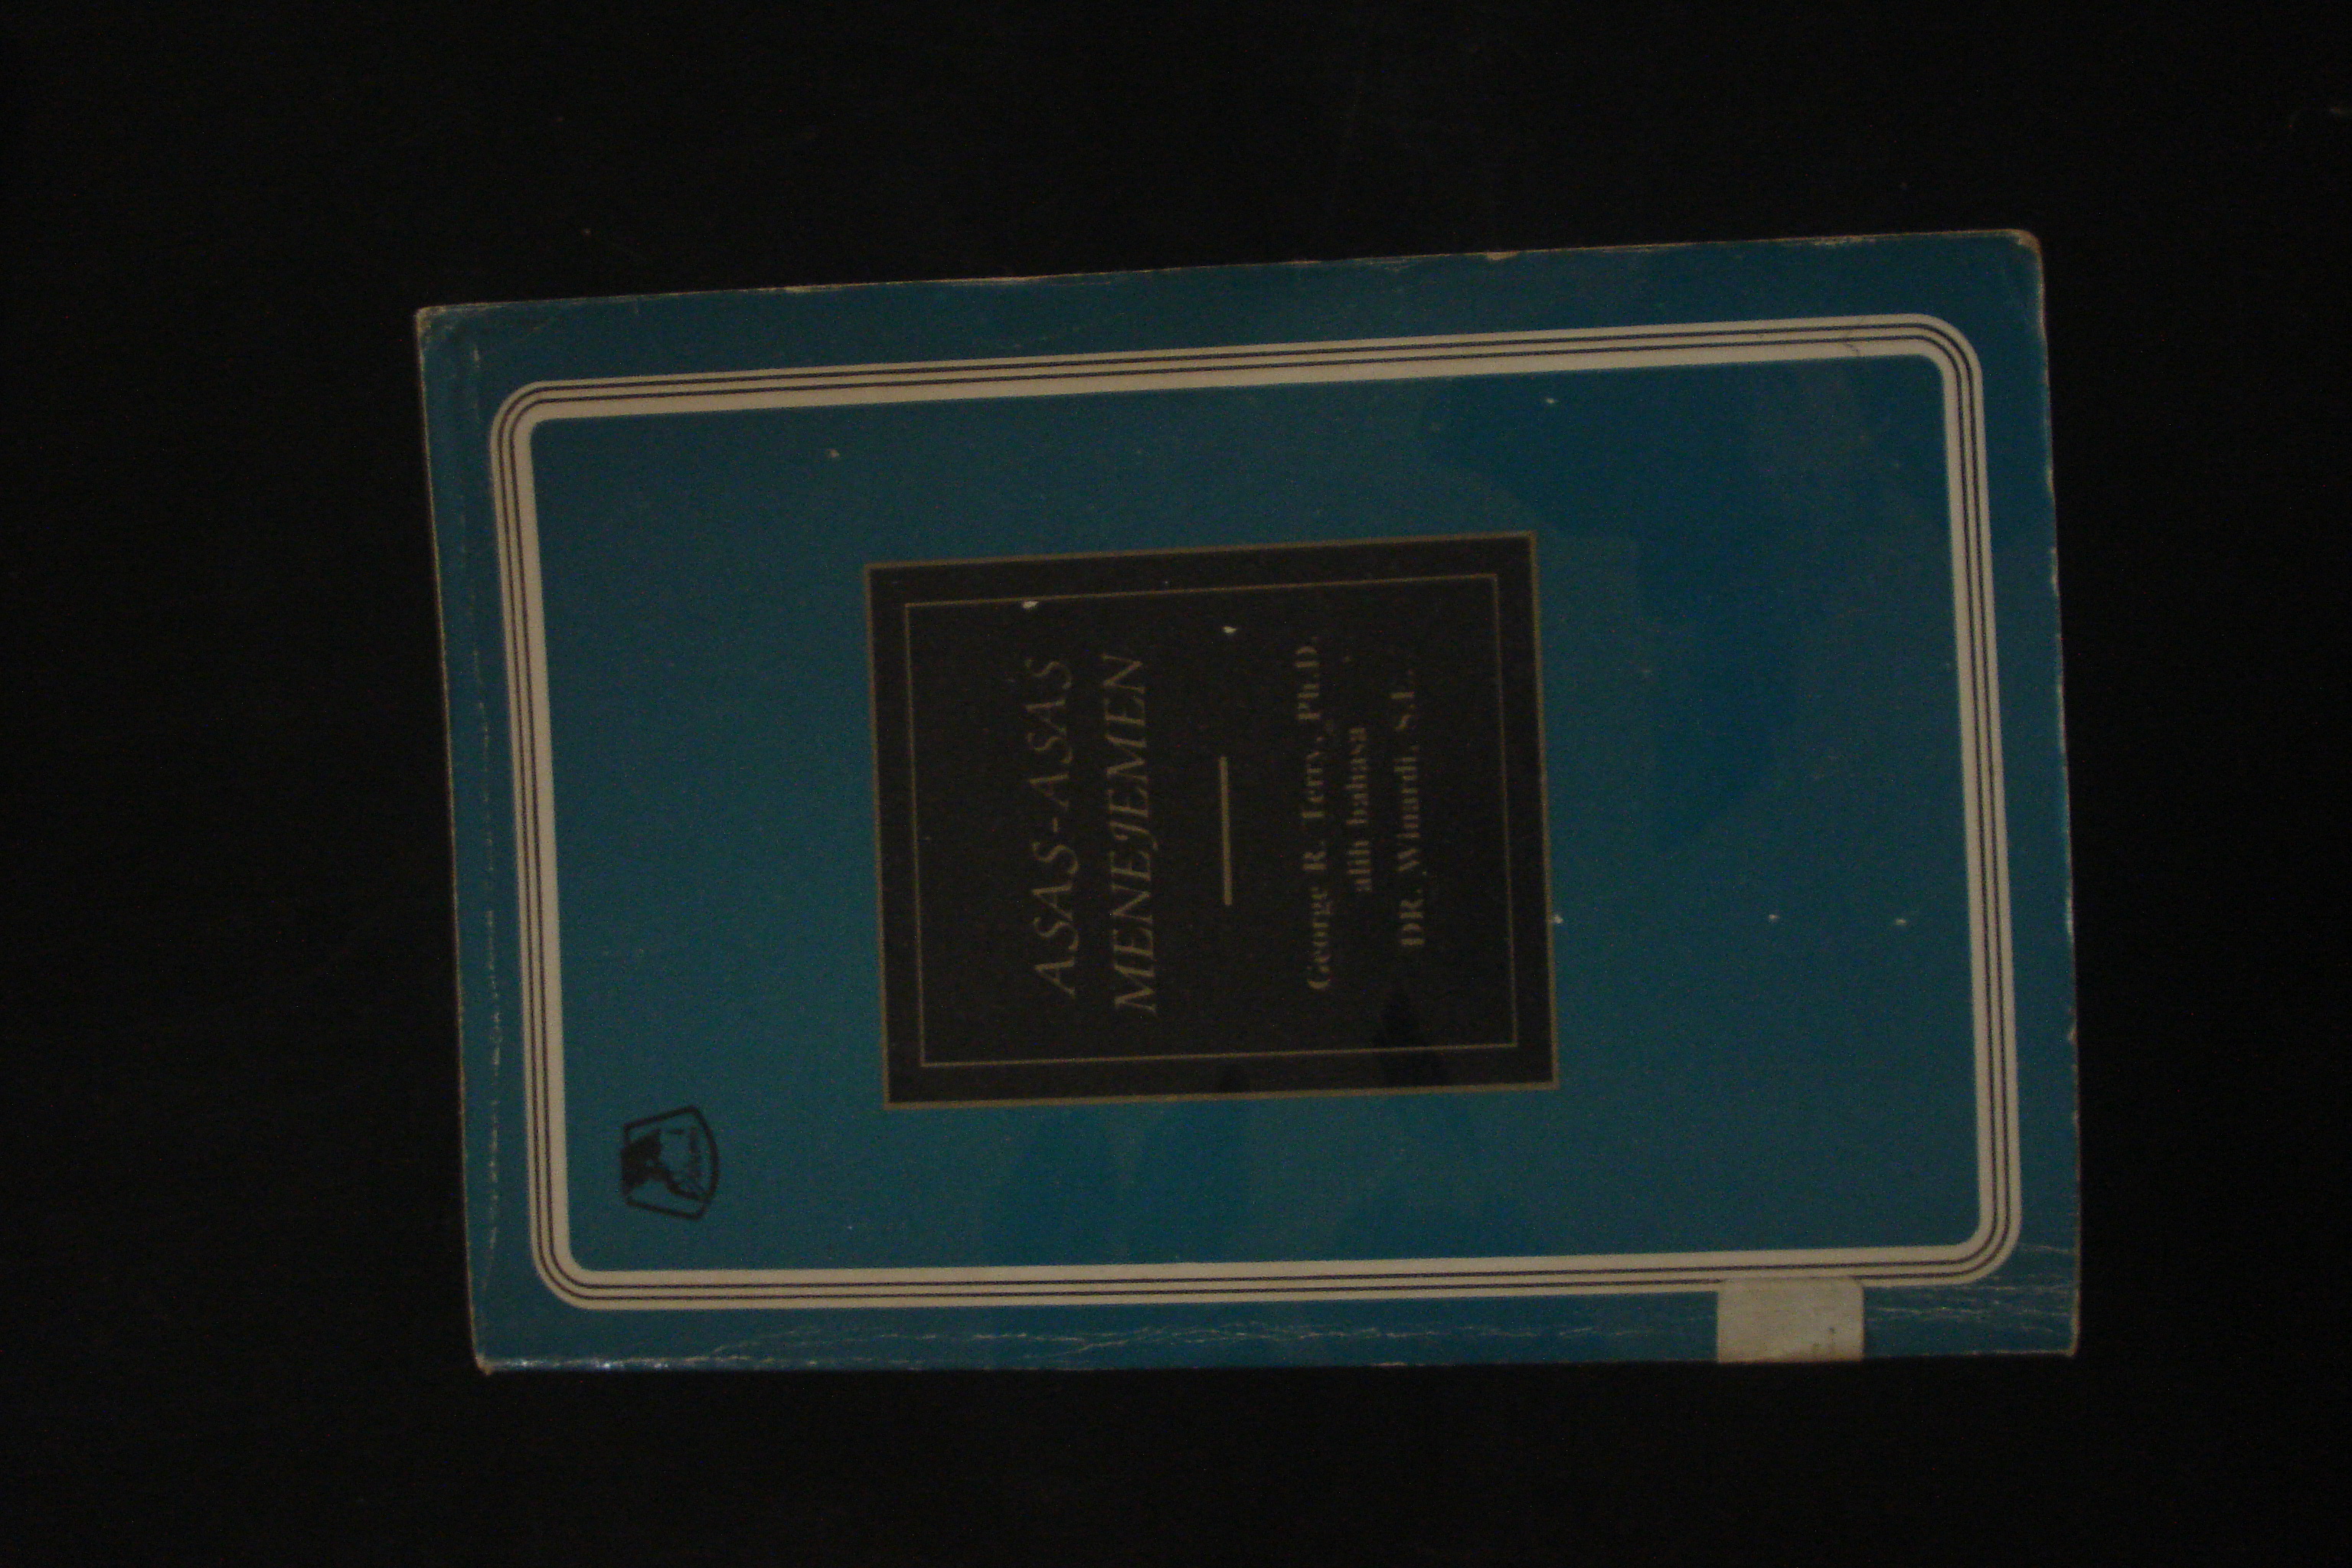 ASAS-ASAS
MENEJEMEN
George R. Terry, Ph.D.
alih bahasa
DR. Winardi, S.E.